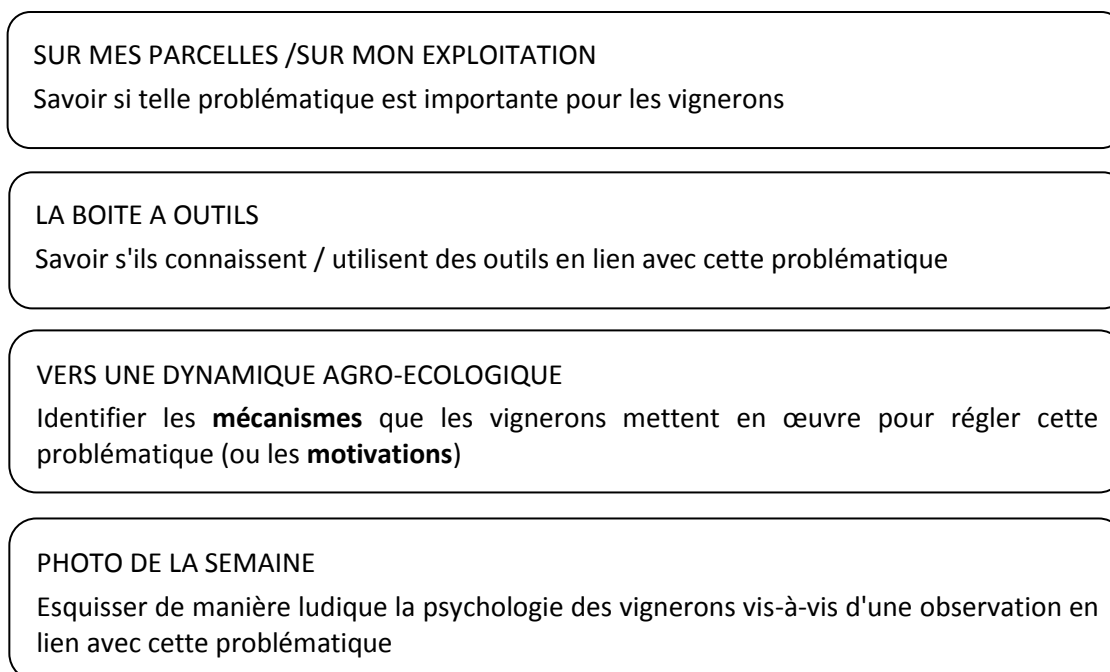 SUR MES PARCELLES /SUR MON EXPLOITATION
Savoir si telle problématique est importante pour les vignerons
LA BOITE A OUTILS
Savoir s'ils connaissent / utilisent des outils en lien avec cette problématique
VERS UNE DYNAMIQUE AGRO-ECOLOGIQUE
Identifier les mécanismes que les vignerons mettent en œuvre pour régler cette
problématique (ou les motivations)
PHOTO DE LA SEMAINE
Esquisser de manière ludique la psychologie des vignerons vis-à-vis d'une observation en
lien avec cette problématique